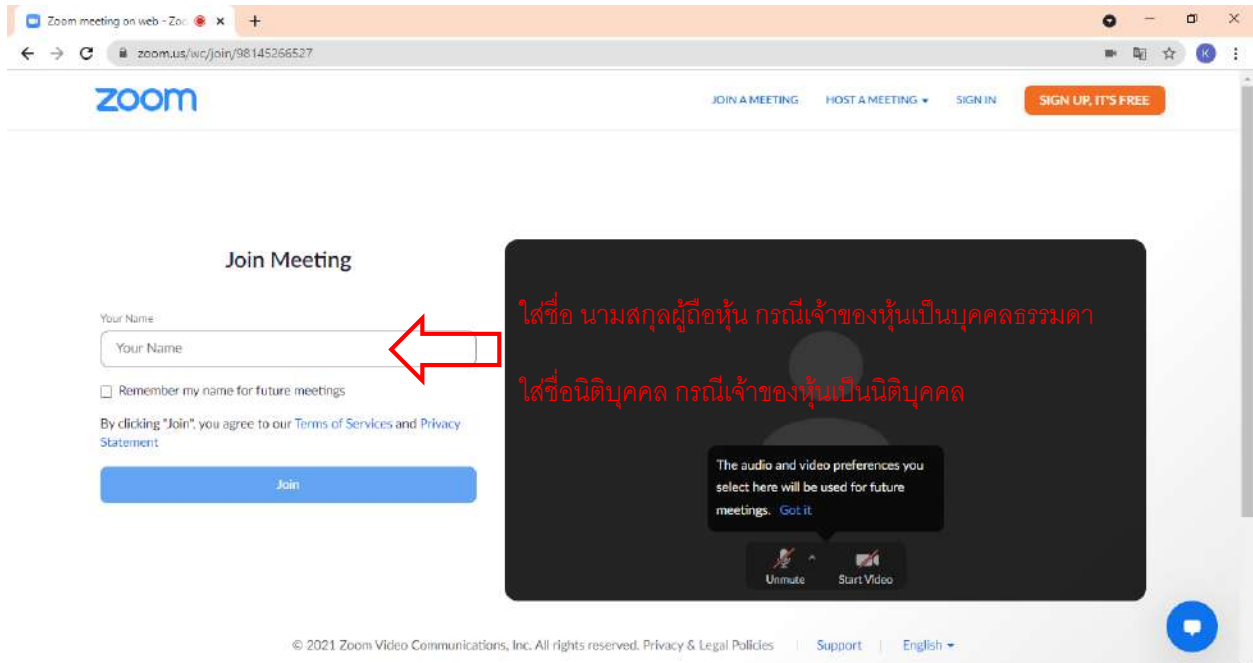 Zoom meeting on web - Zoo
zoom.us/wc/join/98145266527
K
zoom
JOIN A MEETING
HOST A MEETING
SIGN IN
SIGN UP, IT'S FREE
Join Meeting
Your Name
Your Name
Remember my name for future meetings
By clicking "Join", you agree to our Terms of Services and Privacy
Statement
Join
ใส่ชื่อ นามสกุลผู้ถือหุ้น กรณีเจ้าของหุ้นเป็นบุคคลธรรมดา
ใส่ชื่อนิติบุคคล กรณีเจ้าของหุ้นเป็นนิติบุคคล
The audio and video preferences you
select here will be used for future
meetings. Got it
Unmute
Start Video
© 2021 Zoom Video Communications, Inc. All rights reserved. Privacy & Legal Policies | Support | English